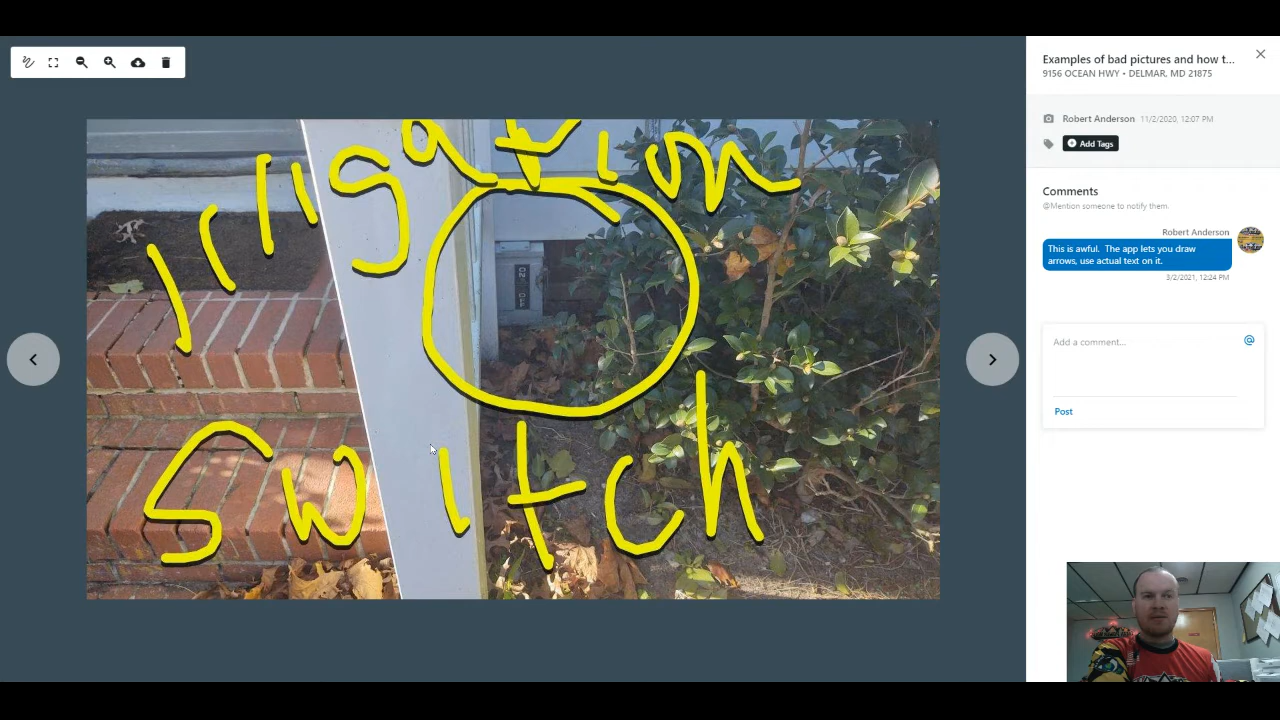 Examples of bad pictures and how t...
9156 OCEAN HWY • DELMAR, MD 21875
Robert Anderson 11/2/2020, 12:07 PM
Add Tags
Irrigation
ON
OFF
Switch
Comments
@Mention someone to notify them.
Robert Anderson
This is awful. The app lets you draw
arrows, use actual text on it.
3/2/2021, 12:24 PM
Add a comment...
@
Post